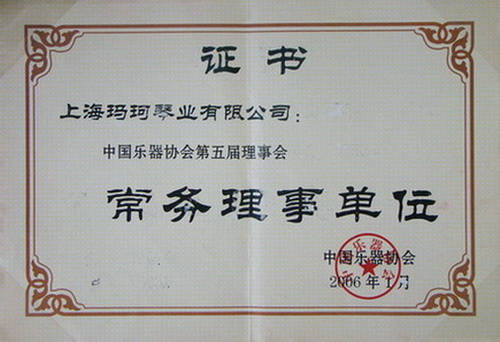 证书
上海玛珂琴业有限公司：
中国乐器协会第五届理事会
常务理事单位
中国乐器协会
2006年1月